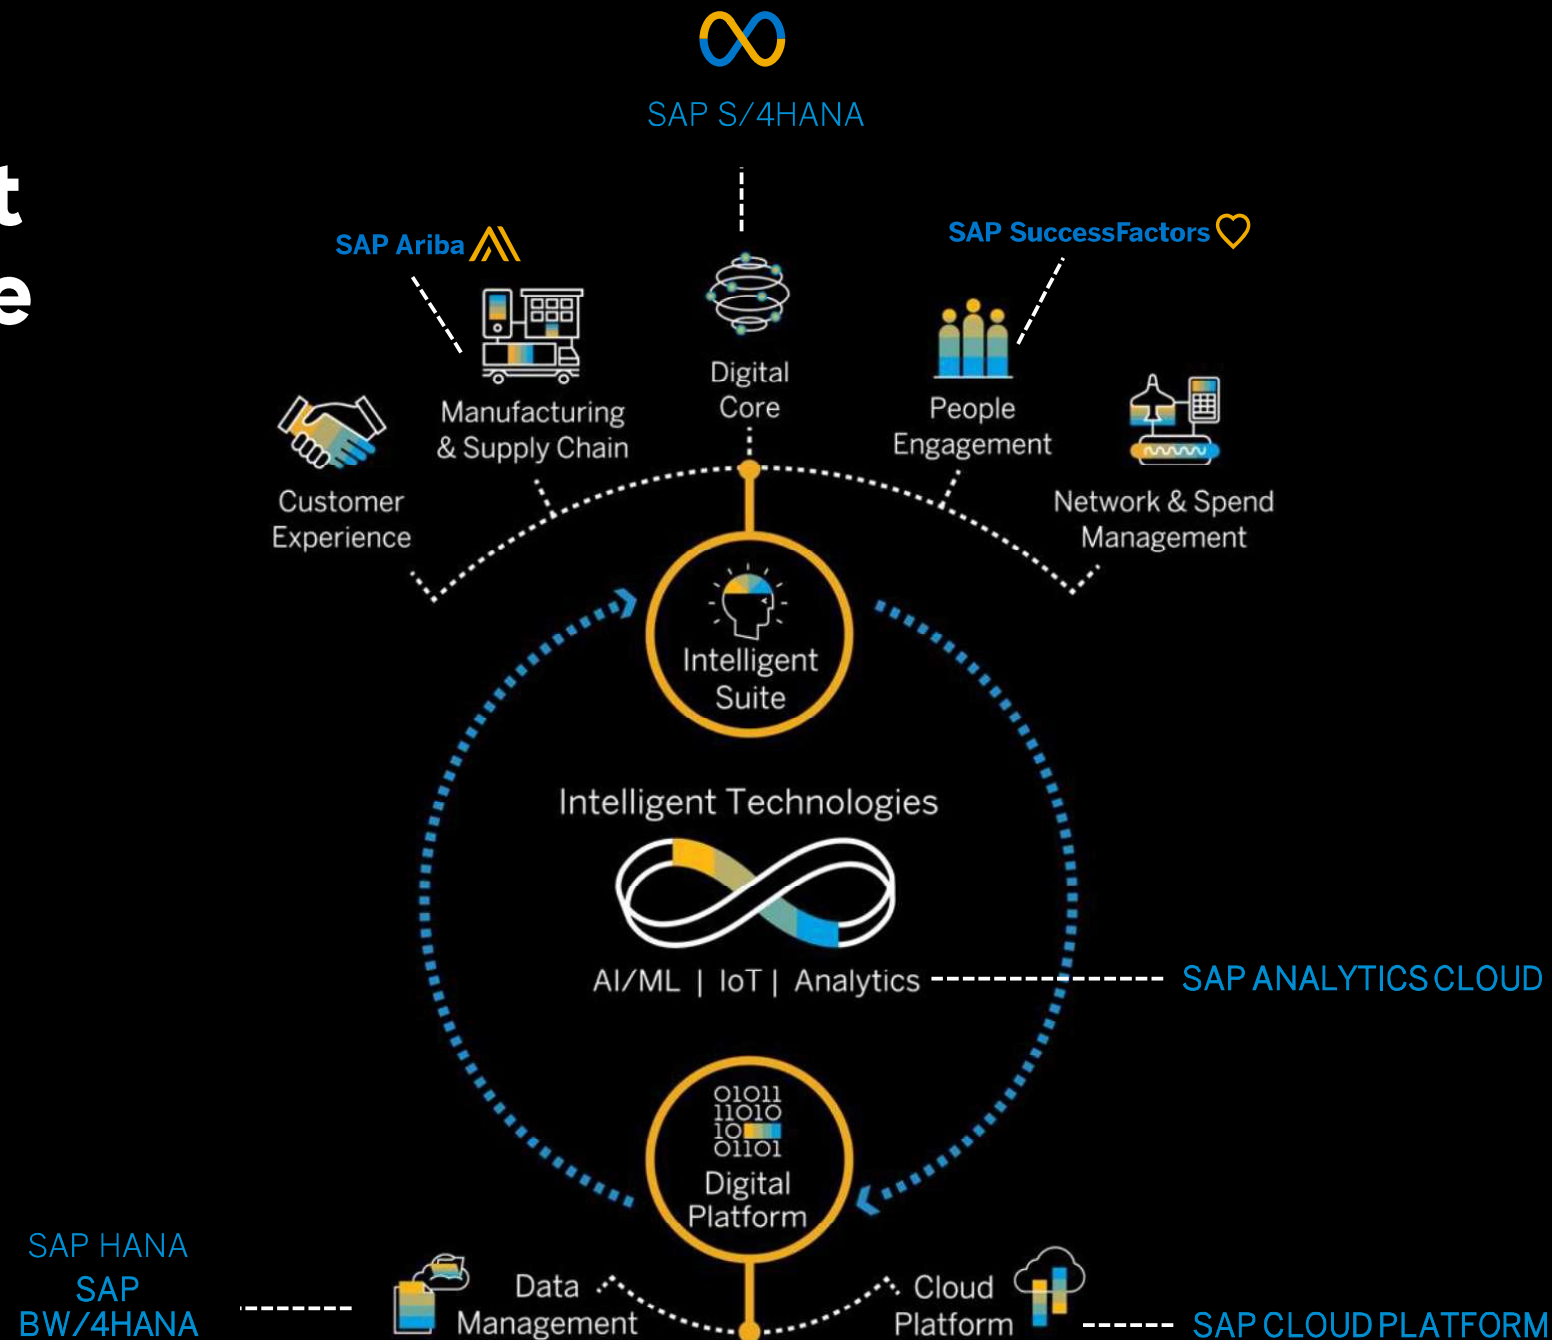 SAP S/4HANA
t
e
SAP Ariba
SAP SuccessFactors
Digital
Core
Manufacturing
& Supply Chain
People
Engagement
Customer
Experience
Network & Spend
Management
Intelligent
Suite
Intelligent Technologies
AI/ML | IoT | Analytics
SAP ANALYTICS CLOUD
01011
11010
10
01101
Digital
Platform
SAP HANA
SAP
BW/4HANA
Data
Management
Cloud
Platform
SAP CLOUD PLATFORM